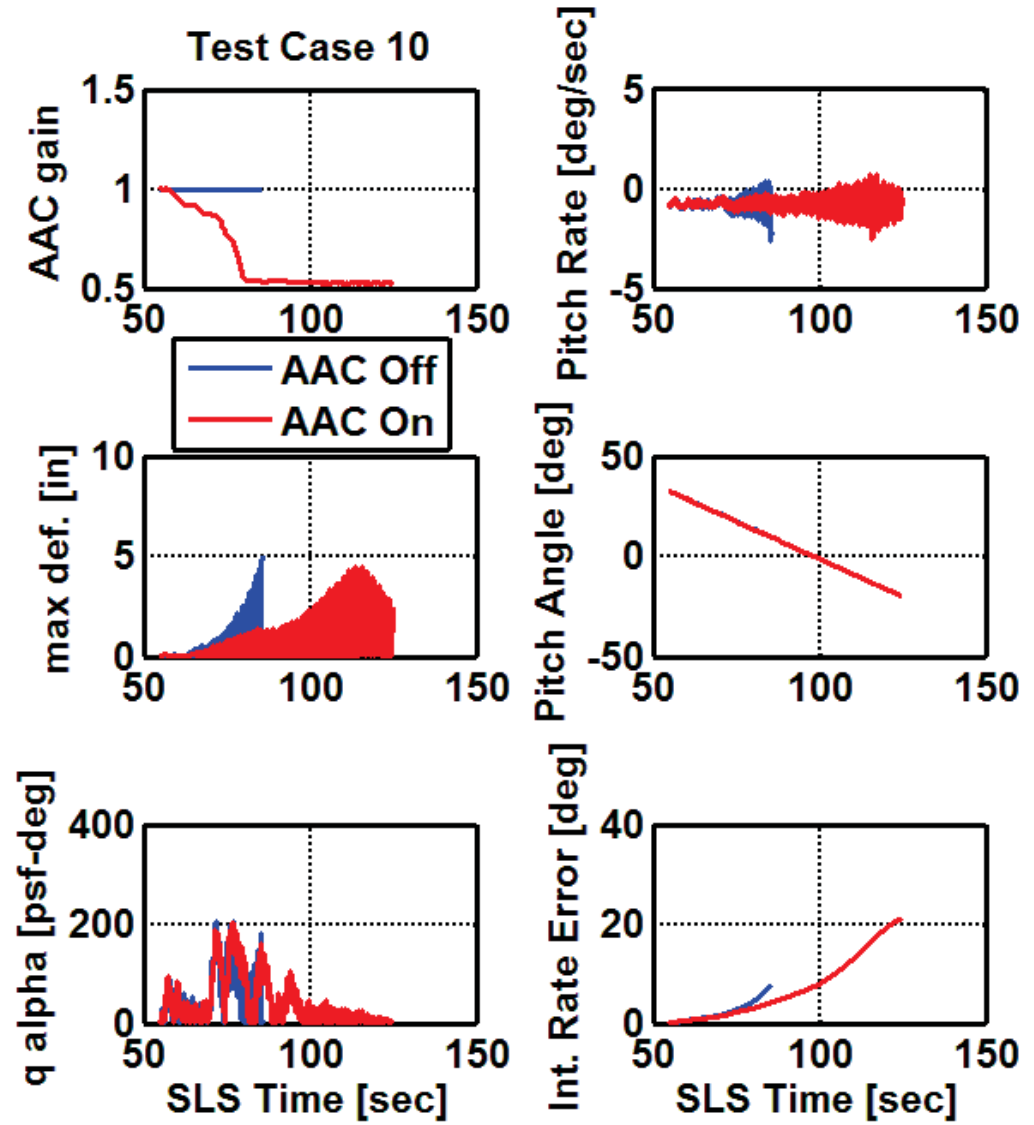 Test Case 10
AAC gain
1.5
1
0.5
50 100 150
Pitch Rate [deg/sec]
5
0
-5
50 100 150
AAC Off
AAC On
max def. [in]
10
5
0
50 100 150
Pitch Angle [deg]
50
0
-50
50 100 150
q alpha [psf-deg]
400
200
0
50 100 150
SLS Time [sec]
Int. Rate Error [deg]
40
20
0
50 100 150
SLS Time [sec]